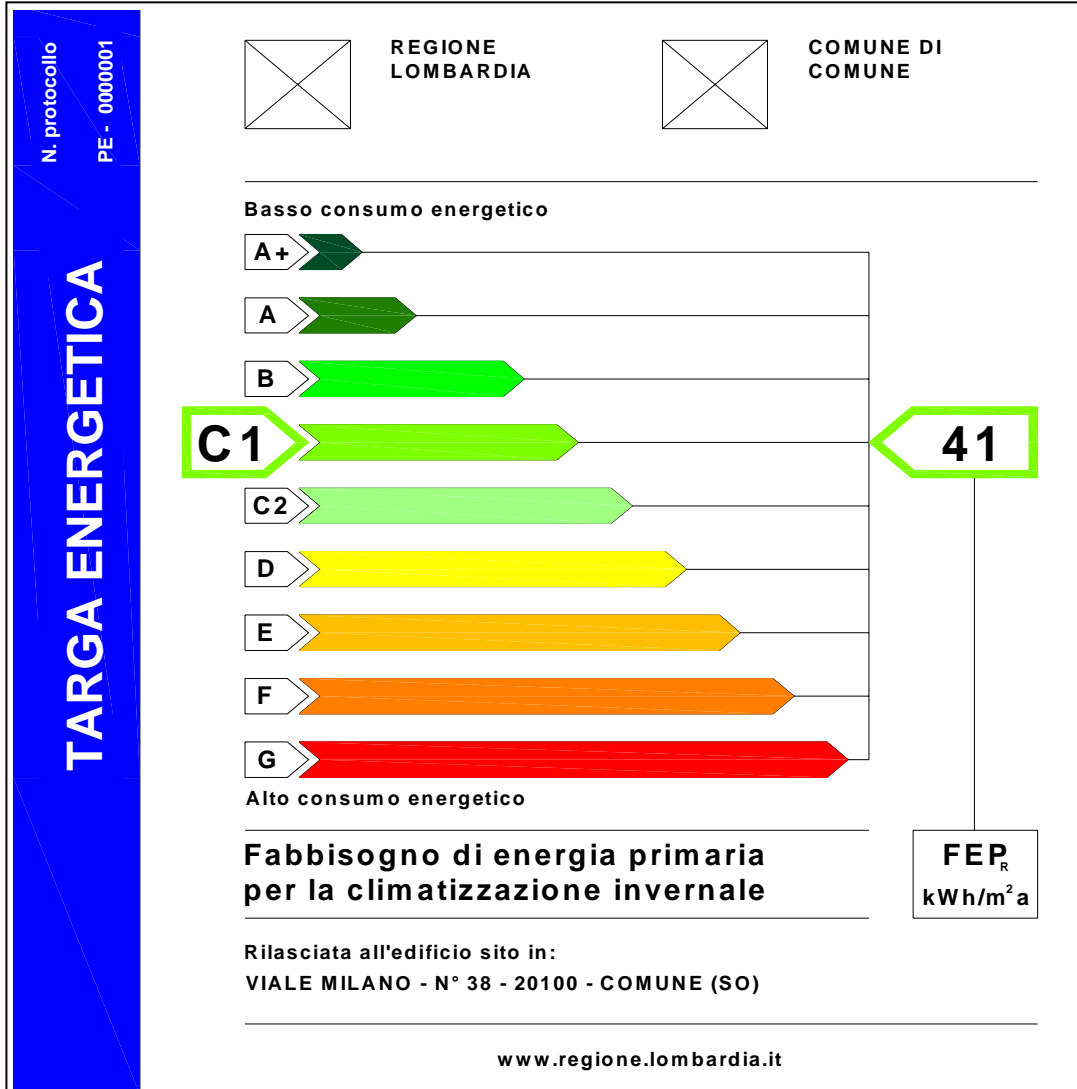 N. protocollo
PE - 0000001
TARGA ENERGETICA
REGIONE
LOMBARDIA
COMUNE DI
COMUNE
Basso consumo energetico
A+
A
B
C1
41
C2
D
E
F
G
Alto consumo energetico
Fabbisogno di energia primaria
per la climatizzazione invernale
FEP_R
kWh/m² a
Rilasciata all'edificio sito in:
VIALE MILANO - N° 38 - 20100 - COMUNE (SO)
www.regione.lombardia.it